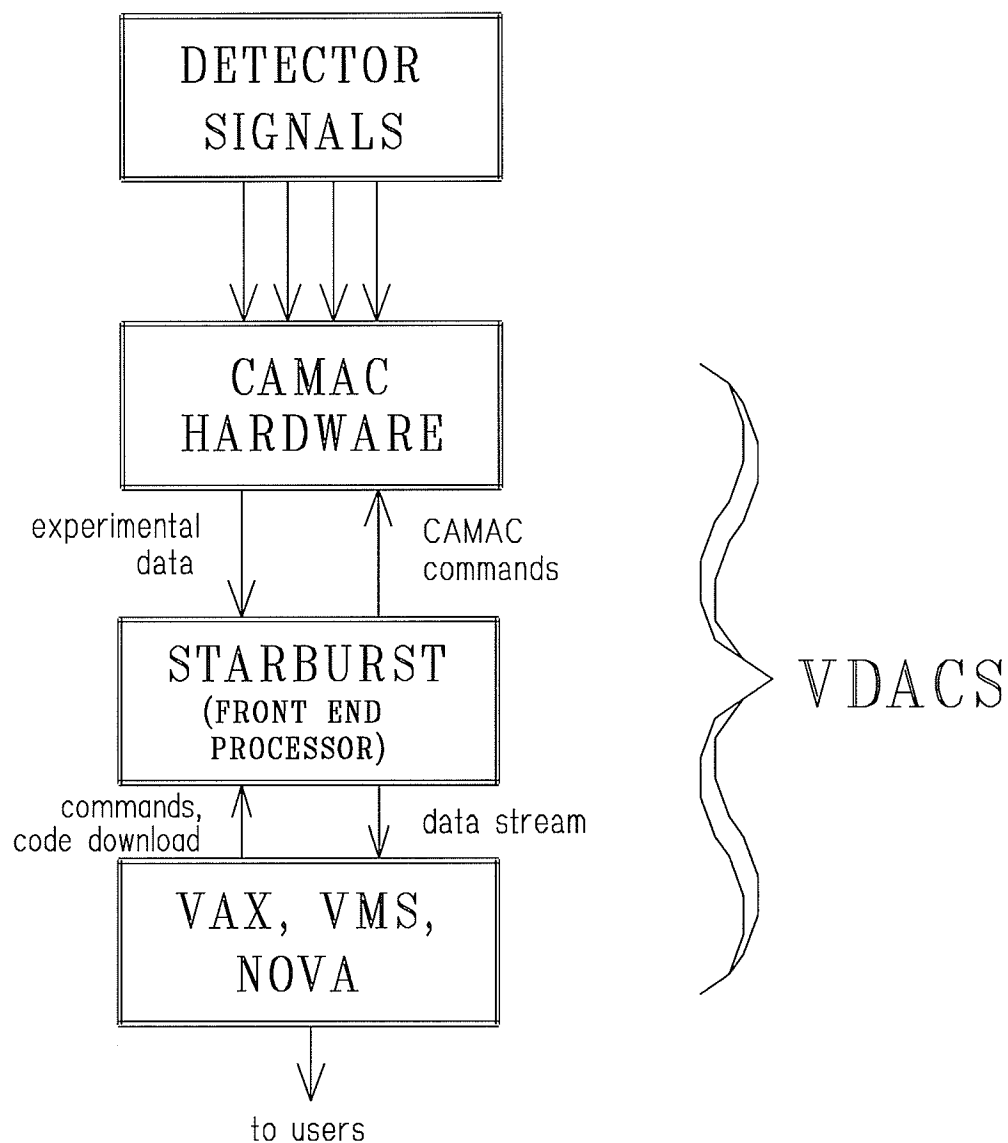 DETECTOR
SIGNALS
CAMAC
HARDWARE
experimental
data
CAMAC
commands
STARBURST
(FRONT END
PROCESSOR)
VDACS
commands,
code download
data stream
VAX, VMS,
NOVA
to users